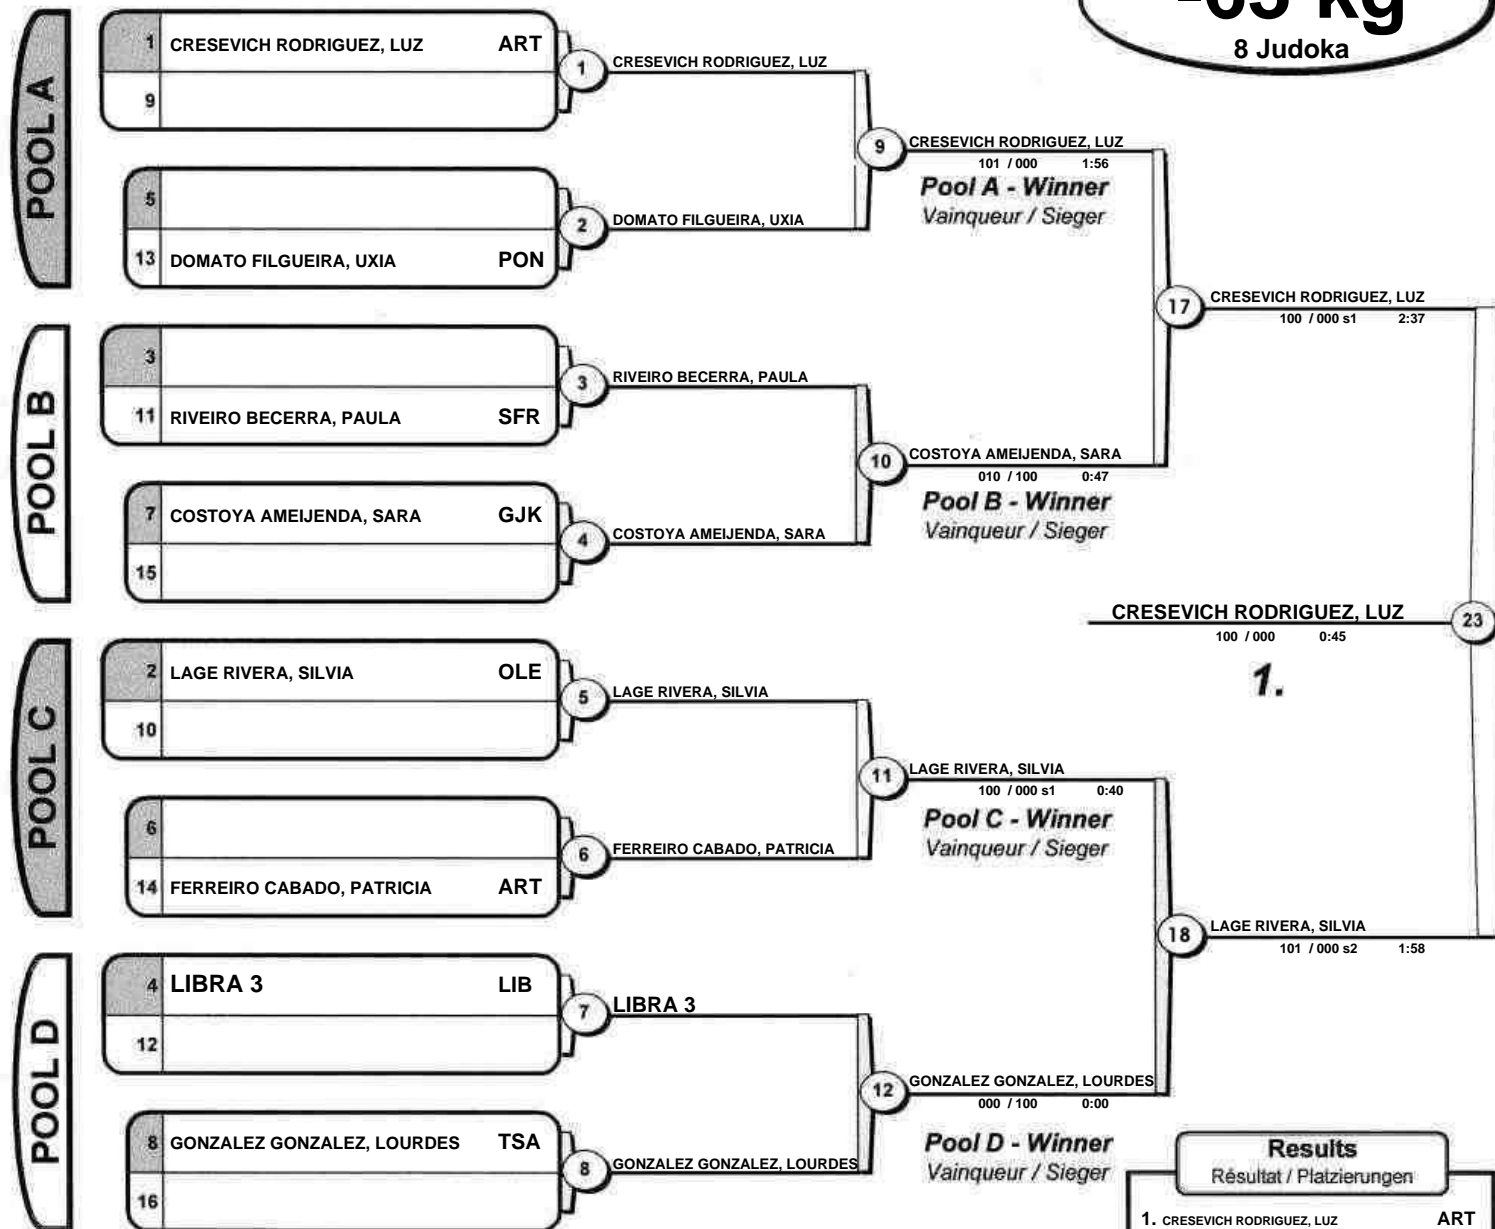 -63 kg
8 Judoka
POOL A
1 CRESEVICH RODRIGUEZ, LUZ ART
9
1
CRESEVICH RODRIGUEZ, LUZ
5
13 DOMATO FILGUEIRA, UXIA PON
2
DOMATO FILGUEIRA, UXIA
9
CRESEVICH RODRIGUEZ, LUZ
101 / 000 1:56
Pool A - Winner
Vainqueur / Sieger
POOL B
3
11 RIVEIRO BECERRA, PAULA SFR
3
RIVEIRO BECERRA, PAULA
7 COSTOYA AMEIJENDA, SARA GJK
15
4
COSTOYA AMEIJENDA, SARA
10
COSTOYA AMEIJENDA, SARA
010 / 100 0:47
Pool B - Winner
Vainqueur / Sieger
17
CRESEVICH RODRIGUEZ, LUZ
100 / 000 s1 2:37
CRESEVICH RODRIGUEZ, LUZ
100 / 000 0:45
1.
23
POOL C
2 LAGE RIVERA, SILVIA OLE
10
5
LAGE RIVERA, SILVIA
6
14 FERREIRO CABADO, PATRICIA ART
6
FERREIRO CABADO, PATRICIA
11
LAGE RIVERA, SILVIA
100 / 000 s1 0:40
Pool C - Winner
Vainqueur / Sieger
18
LAGE RIVERA, SILVIA
101 / 000 s2 1:58
POOL D
4 LIBRA 3 LIB
12
7
LIBRA 3
8 GONZALEZ GONZALEZ, LOURDES TSA
16
8
GONZALEZ GONZALEZ, LOURDES
12
GONZALEZ GONZALEZ, LOURDES
000 / 100 0:00
Pool D - Winner
Vainqueur / Sieger
Results
Résultat / Platzierungen
1. CRESEVICH RODRIGUEZ, LUZ ART